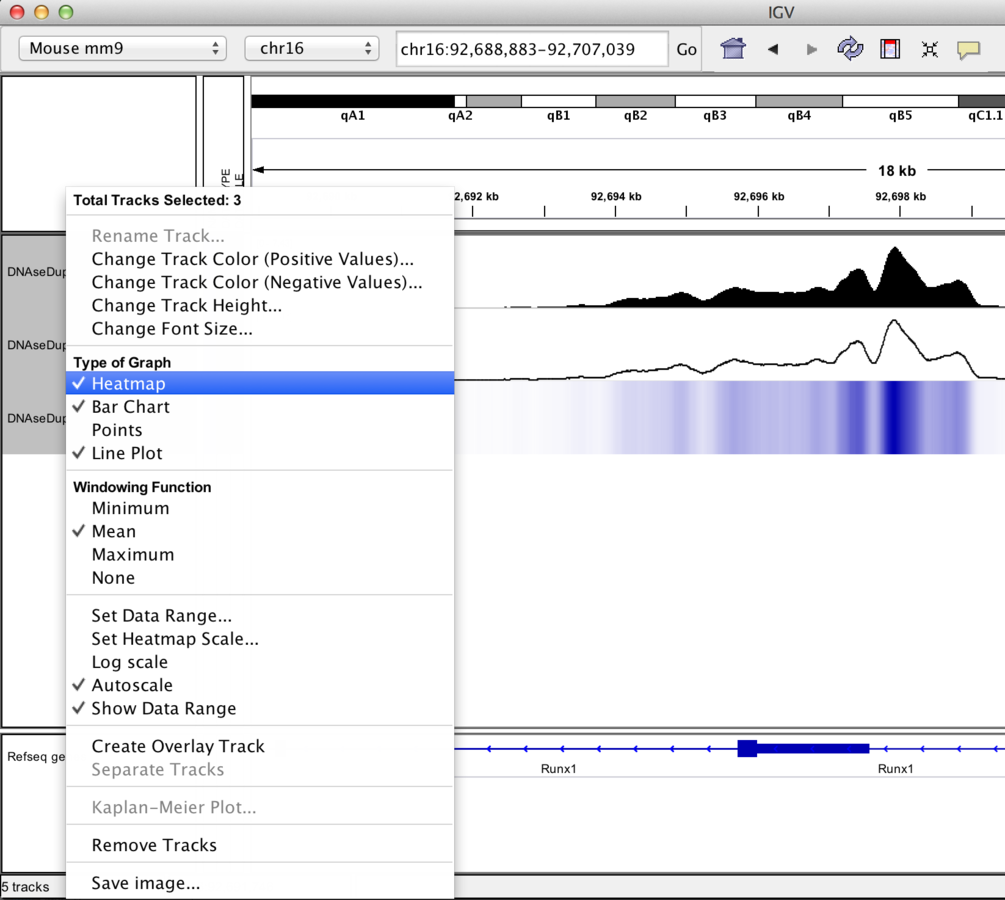 IGV
Mouse mm9
chr16
chr16:92,688,883-92,707,039
Go
qA1
qA2
qB1
qB2
qB3
qB4
qB5
qC1.1
18 kb
2,692 kb
92,694 kb
92,696 kb
92,698 kb
Total Tracks Selected: 3
Rename Track...
Change Track Color (Positive Values)...
Change Track Color (Negative Values)...
Change Track Height...
Change Font Size...
Type of Graph
Heatmap
Bar Chart
Points
Line Plot
Windowing Function
Minimum
Mean
Maximum
None
Set Data Range...
Set Heatmap Scale...
Log scale
Autoscale
Show Data Range
Create Overlay Track
Separate Tracks
Kaplan-Meier Plot...
Remove Tracks
Save image...
DNAseDup
DNAseDup
DNAseDup
Refseq ge
Runx1
Runx1
5 tracks